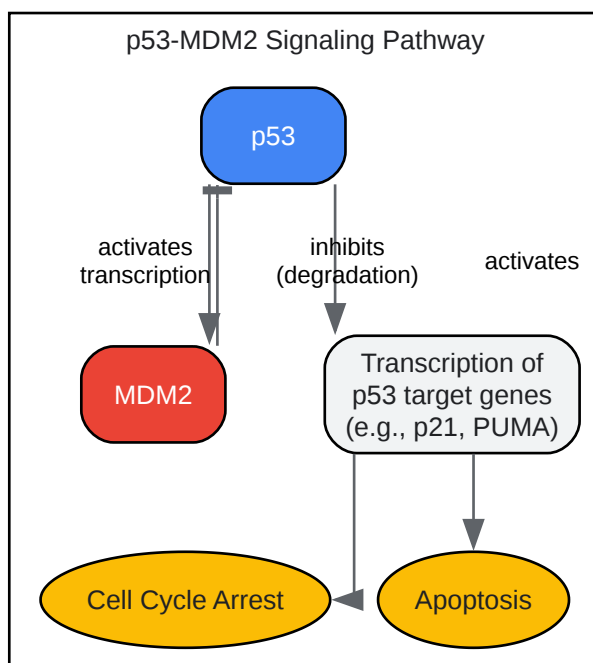 p53-MDM2 Signaling Pathway
p53
activates
transcription
inhibits
(degradation)
activates
MDM2
Transcription of
p53 target genes
(e.g., p21, PUMA)
Cell Cycle Arrest
Apoptosis